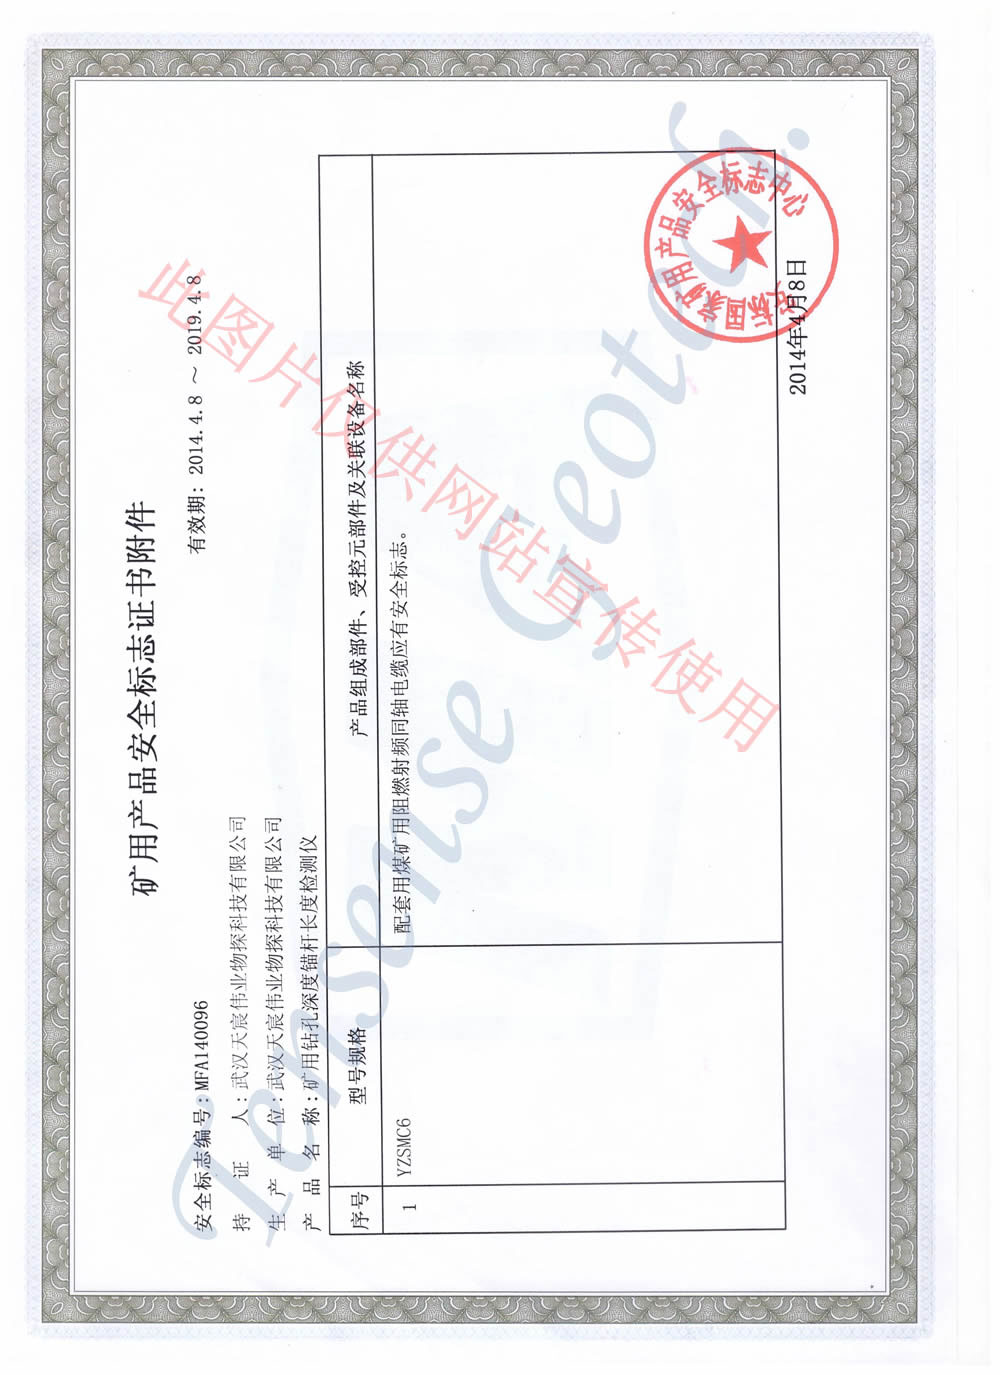 矿用产品安全标志证书附件
有效期: 2014.4.8 ～ 2019.4.8
安全标志编号:MFA140096
持 证 人:武汉天宸伟业物探科技有限公司
生 产 单 位:武汉天宸伟业物探科技有限公司
产 品 名 称:矿用钻孔深度锚杆长度检测仪
序号 型号规格 产品组成部件、受控元部件及关联设备名称
1 YZSMC6 配套用煤矿用阻燃射频同轴电缆应有安全标志。
安标国家矿用产品安全标志中心
2014年4月8日
此图片仅供网站宣传使用
Tensense Geotech.